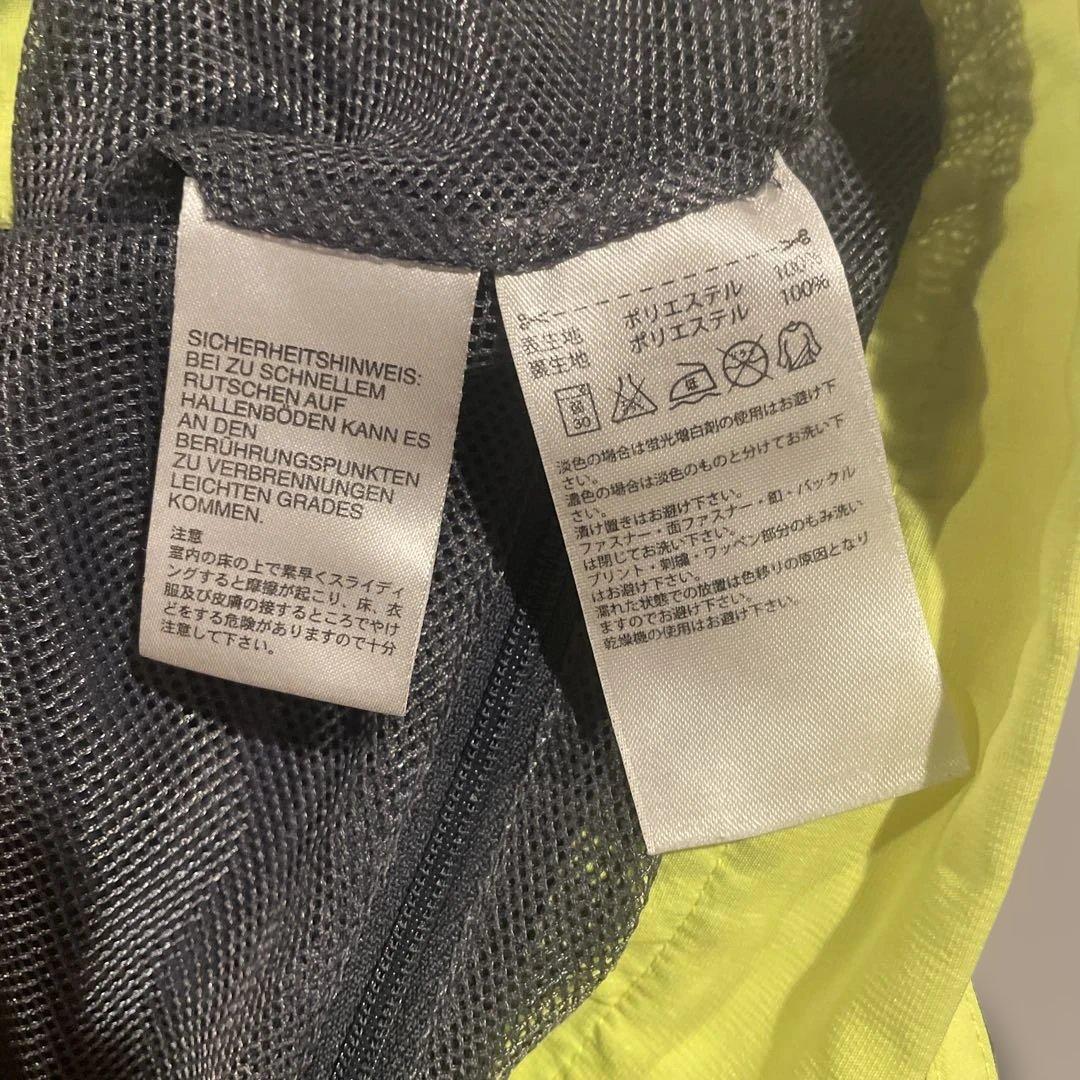 SICHERHEITSHINWEIS:
BEI ZU SCHNELLEM
RUTSCHEN AUF
HALLENBÖDEN KANN ES
AN DEN
BERÜHRUNGSPUNKTEN
ZU VERBRENNUNGEN
LEICHTEN GRADES
KOMMEN.
注意
室内の床の上で素早くスライディ
ングすると摩擦が起こり、床、衣
服及び皮膚の接するところでやけ
どをする危険がありますので十分
注意して下さい。
表生地 ポリエステル 100%
裏生地 ポリエステル 100%
30
淡色の場合は蛍光増白剤の使用はお避け下
さい。
濃色の場合は淡色のものと分けてお洗い下
さい。
漬け置きはお避け下さい。
ファスナー・面ファスナー・釦・バックル
は閉じてお洗い下さい。
プリント・刺繍・ワッペン部分のもみ洗い
はお避け下さい。
濡れた状態での放置は色移りの原因となり
ますのでお避け下さい。
乾燥機の使用はお避け下さい。